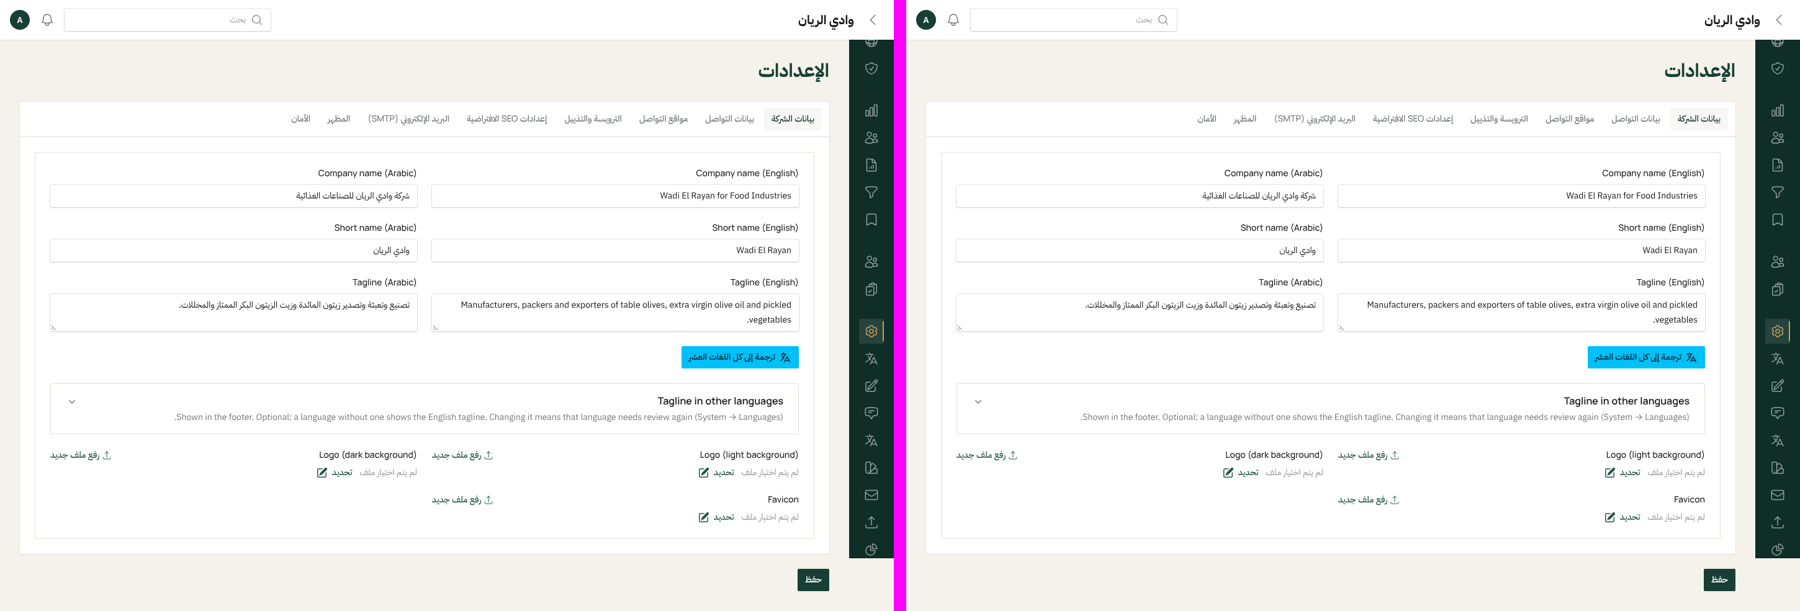 وادي الريان
بحث
A
الإعدادات
بيانات الشركة
بيانات التواصل
مواقع التواصل
الترويسة والتذييل
إعدادات SEO الافتراضية
البريد الإلكتروني (SMTP)
المظهر
الأمان
Company name (English)
Company name (Arabic)
Wadi El Rayan for Food Industries
شركة وادي الريان للصناعات الغذائية
Short name (English)
Short name (Arabic)
Wadi El Rayan
وادي الريان
Tagline (English)
Tagline (Arabic)
Manufacturers, packers and exporters of table olives, extra virgin olive oil and pickled
vegetables.
تصنيع وتعبئة وتصدير زيتون المائدة وزيت الزيتون البكر الممتاز والمخللات.
ترجمة إلى كل اللغات العشر
Tagline in other languages
Shown in the footer. Optional: a language without one shows the English tagline. Changing it means that language needs review again (System → Languages).
Logo (light background)
رفع ملف جديد
Logo (dark background)
رفع ملف جديد
لم يتم اختيار ملف تحديد
لم يتم اختيار ملف تحديد
Favicon
رفع ملف جديد
لم يتم اختيار ملف تحديد
حفظ
وادي الريان
بحث
A
الإعدادات
بيانات الشركة
بيانات التواصل
مواقع التواصل
الترويسة والتذييل
إعدادات SEO الافتراضية
البريد الإلكتروني (SMTP)
المظهر
الأمان
Company name (English)
Company name (Arabic)
Wadi El Rayan for Food Industries
شركة وادي الريان للصناعات الغذائية
Short name (English)
Short name (Arabic)
Wadi El Rayan
وادي الريان
Tagline (English)
Tagline (Arabic)
Manufacturers, packers and exporters of table olives, extra virgin olive oil and pickled
vegetables.
تصنيع وتعبئة وتصدير زيتون المائدة وزيت الزيتون البكر الممتاز والمخللات.
ترجمة إلى كل اللغات العشر
Tagline in other languages
Shown in the footer. Optional: a language without one shows the English tagline. Changing it means that language needs review again (System → Languages).
Logo (light background)
رفع ملف جديد
Logo (dark background)
رفع ملف جديد
لم يتم اختيار ملف تحديد
لم يتم اختيار ملف تحديد
Favicon
رفع ملف جديد
لم يتم اختيار ملف تحديد
حفظ